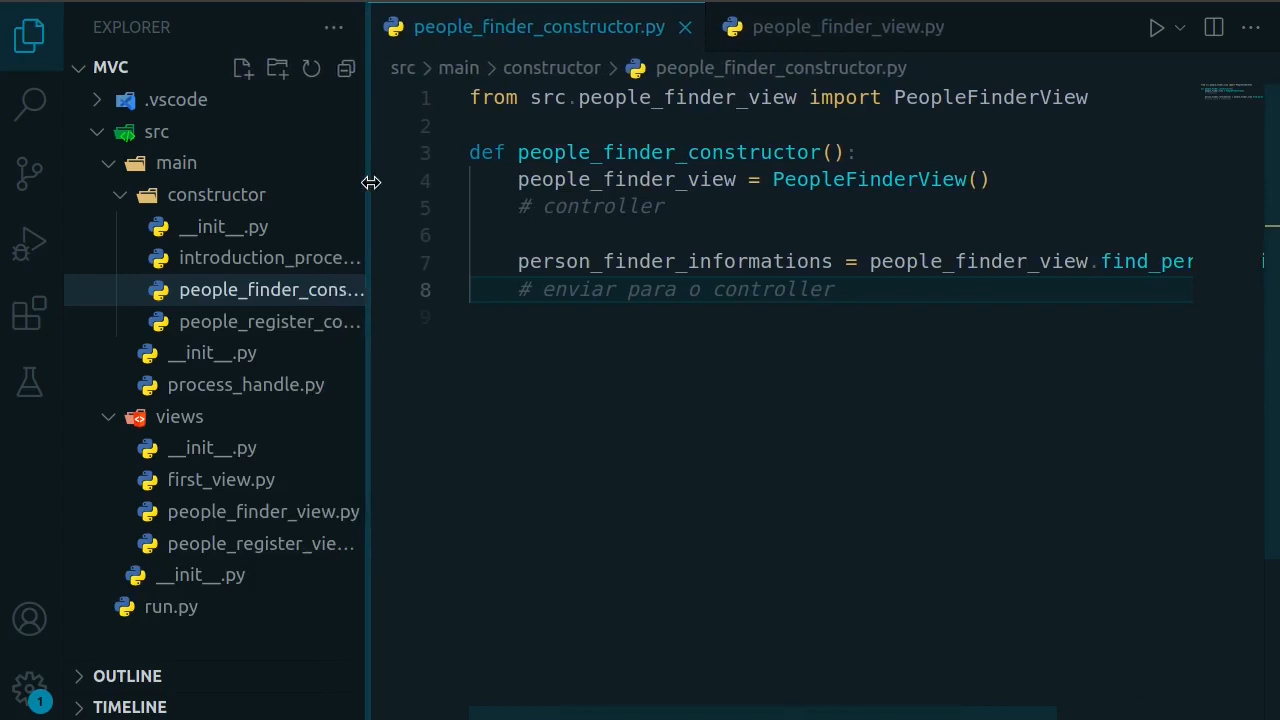 EXPLORER
MVC
.vscode
src
main
constructor
__init__.py
introduction_proce...
people_finder_cons...
people_register_co...
__init__.py
process_handle.py
views
__init__.py
first_view.py
people_finder_view.py
people_register_vie...
__init__.py
run.py
OUTLINE
TIMELINE
1
people_finder_constructor.py
people_finder_view.py
src > main > constructor > people_finder_constructor.py
1 from src.people_finder_view import PeopleFinderView
2
3 def people_finder_constructor():
4 people_finder_view = PeopleFinderView()
5 # controller
6
7 person_finder_informations = people_finder_view.find_per
8 # enviar para o controller
9